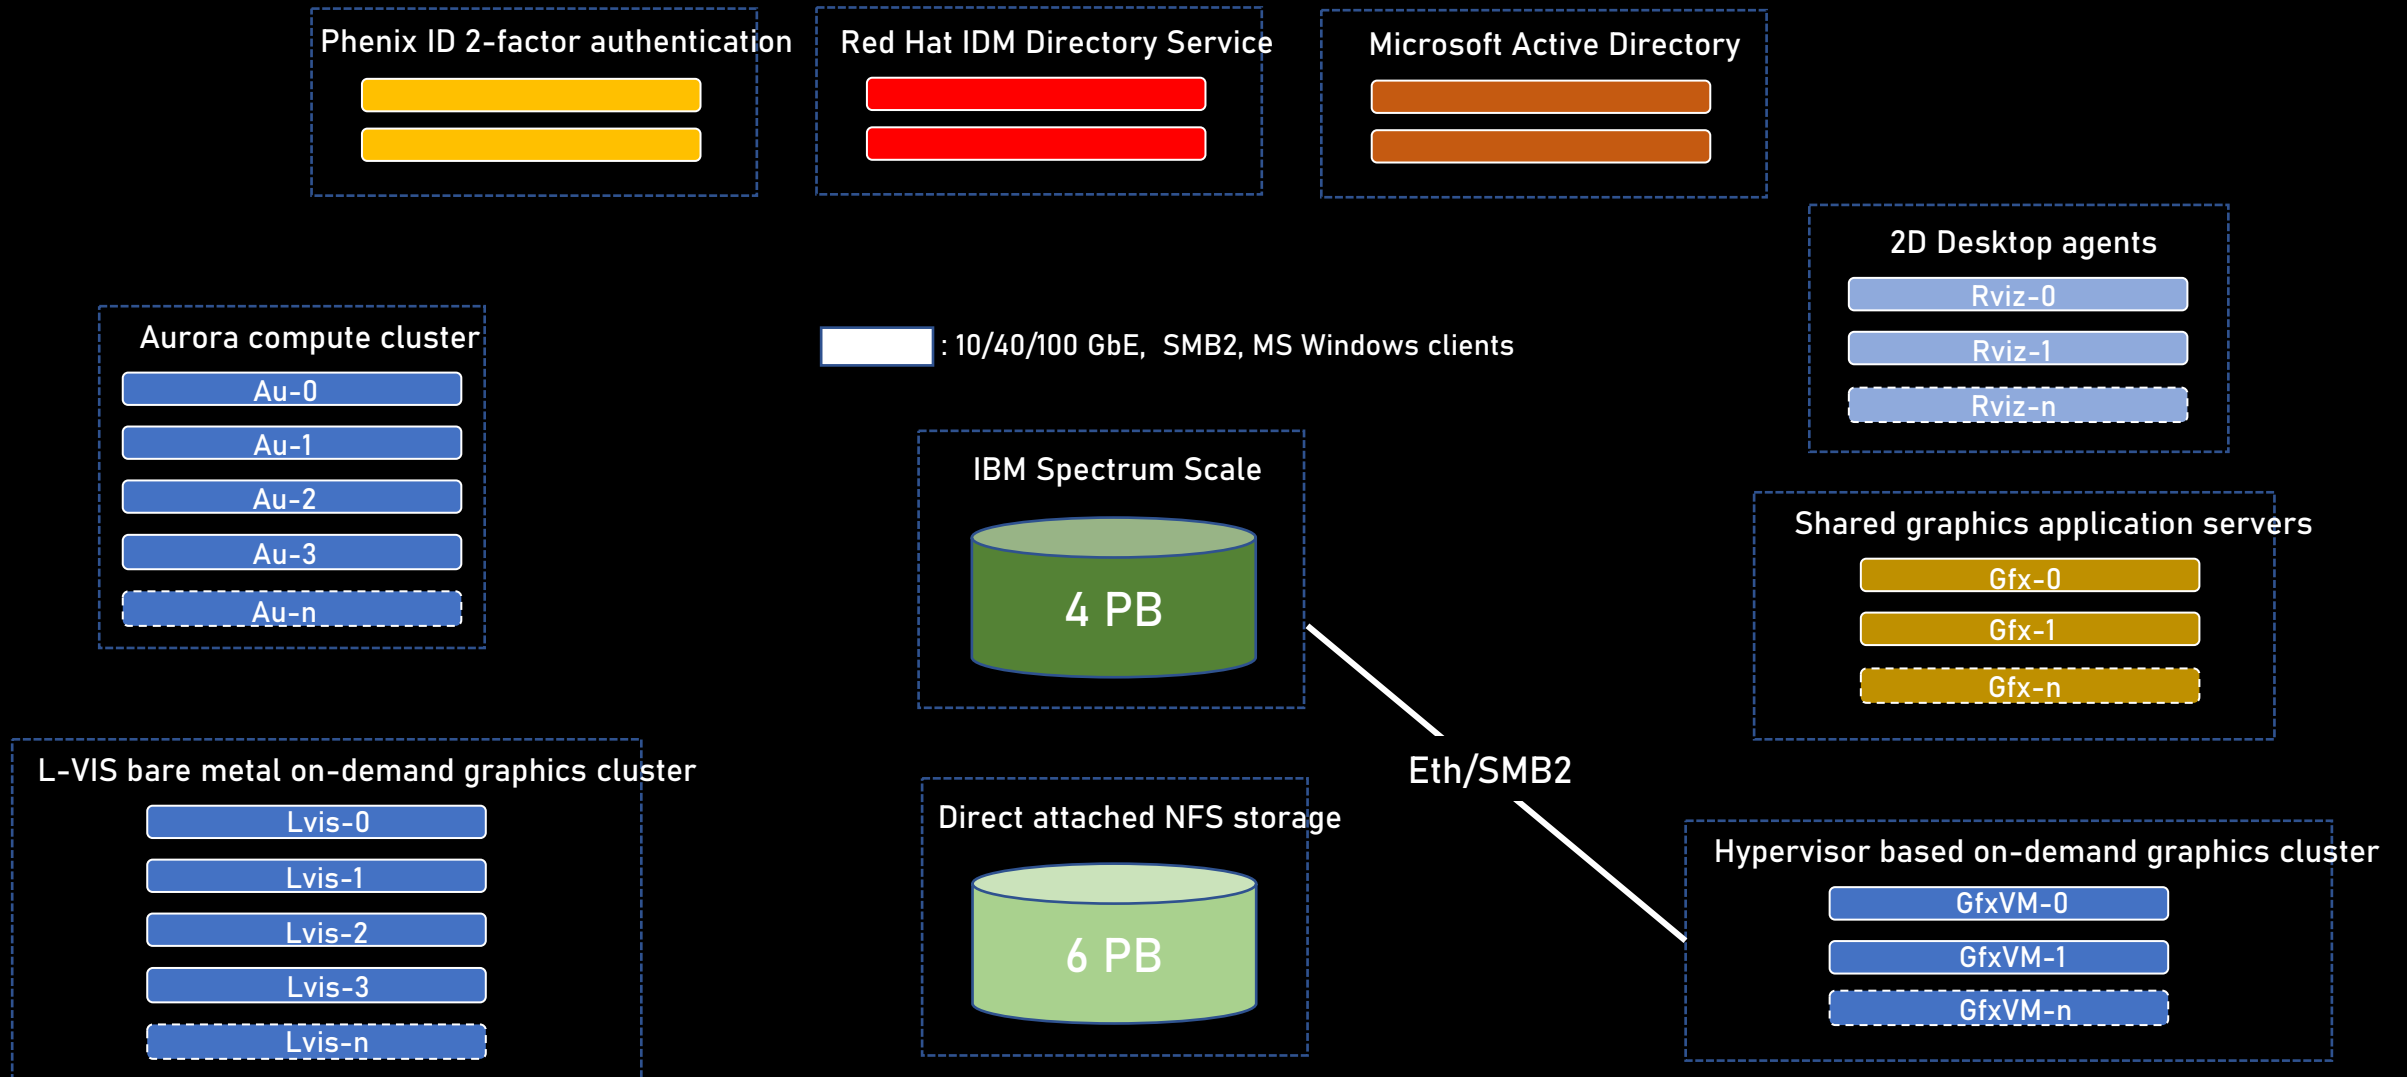 Phenix ID 2-factor authentication
Red Hat IDM Directory Service
Microsoft Active Directory
2D Desktop agents
Rviz-0
Rviz-1
Rviz-n
Aurora compute cluster
Au-0
Au-1
Au-2
Au-3
Au-n
: 10/40/100 GbE, SMB2, MS Windows clients
IBM Spectrum Scale
4 PB
Shared graphics application servers
Gfx-0
Gfx-1
Gfx-n
L-VIS bare metal on-demand graphics cluster
Lvis-0
Lvis-1
Lvis-2
Lvis-3
Lvis-n
Eth/SMB2
Direct attached NFS storage
6 PB
Hypervisor based on-demand graphics cluster
GfxVM-0
GfxVM-1
GfxVM-n